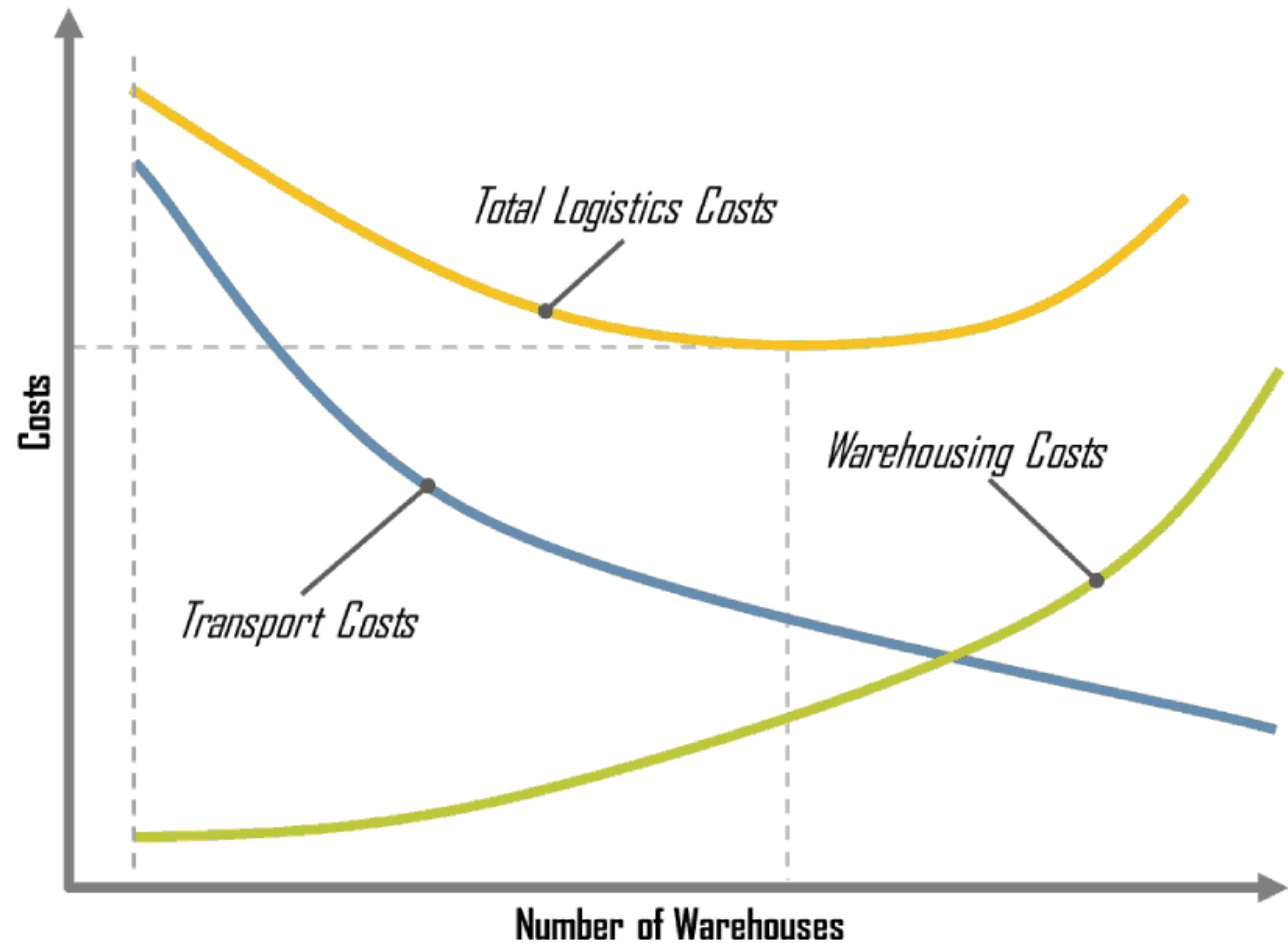 Total Logistics Costs
Costs
Warehousing Costs
Transport Costs
Number of Warehouses